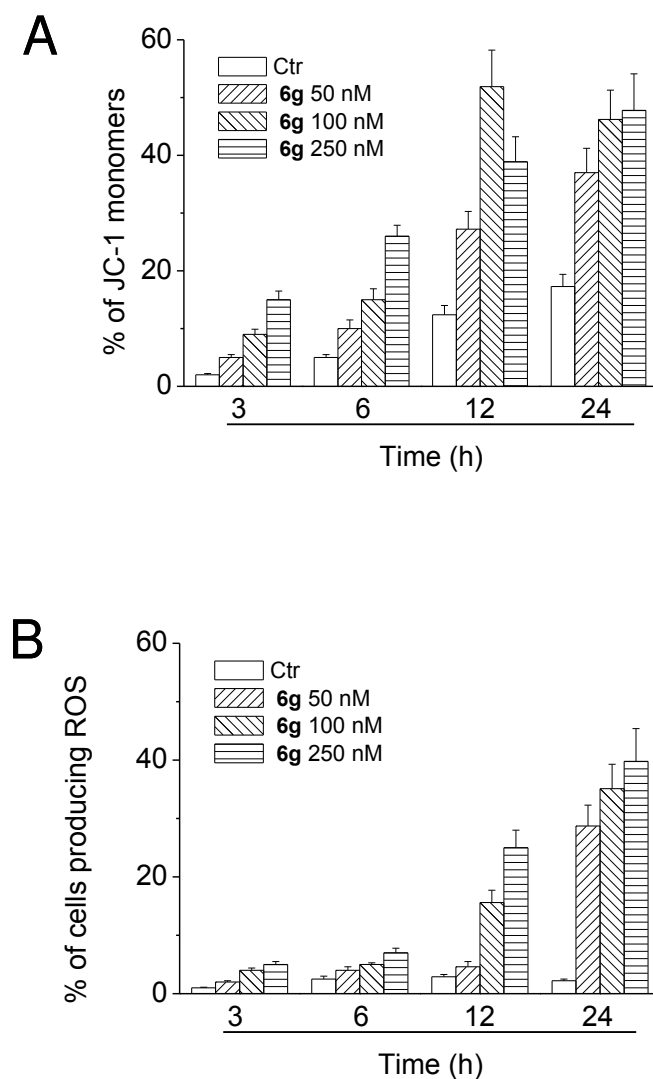 A
60
40
20
0
% of JC-1 monomers
Ctr
6g 50 nM
6g 100 nM
6g 250 nM
3 6 12 24
Time (h)
B
60
40
20
0
% of cells producing ROS
Ctr
6g 50 nM
6g 100 nM
6g 250 nM
3 6 12 24
Time (h)